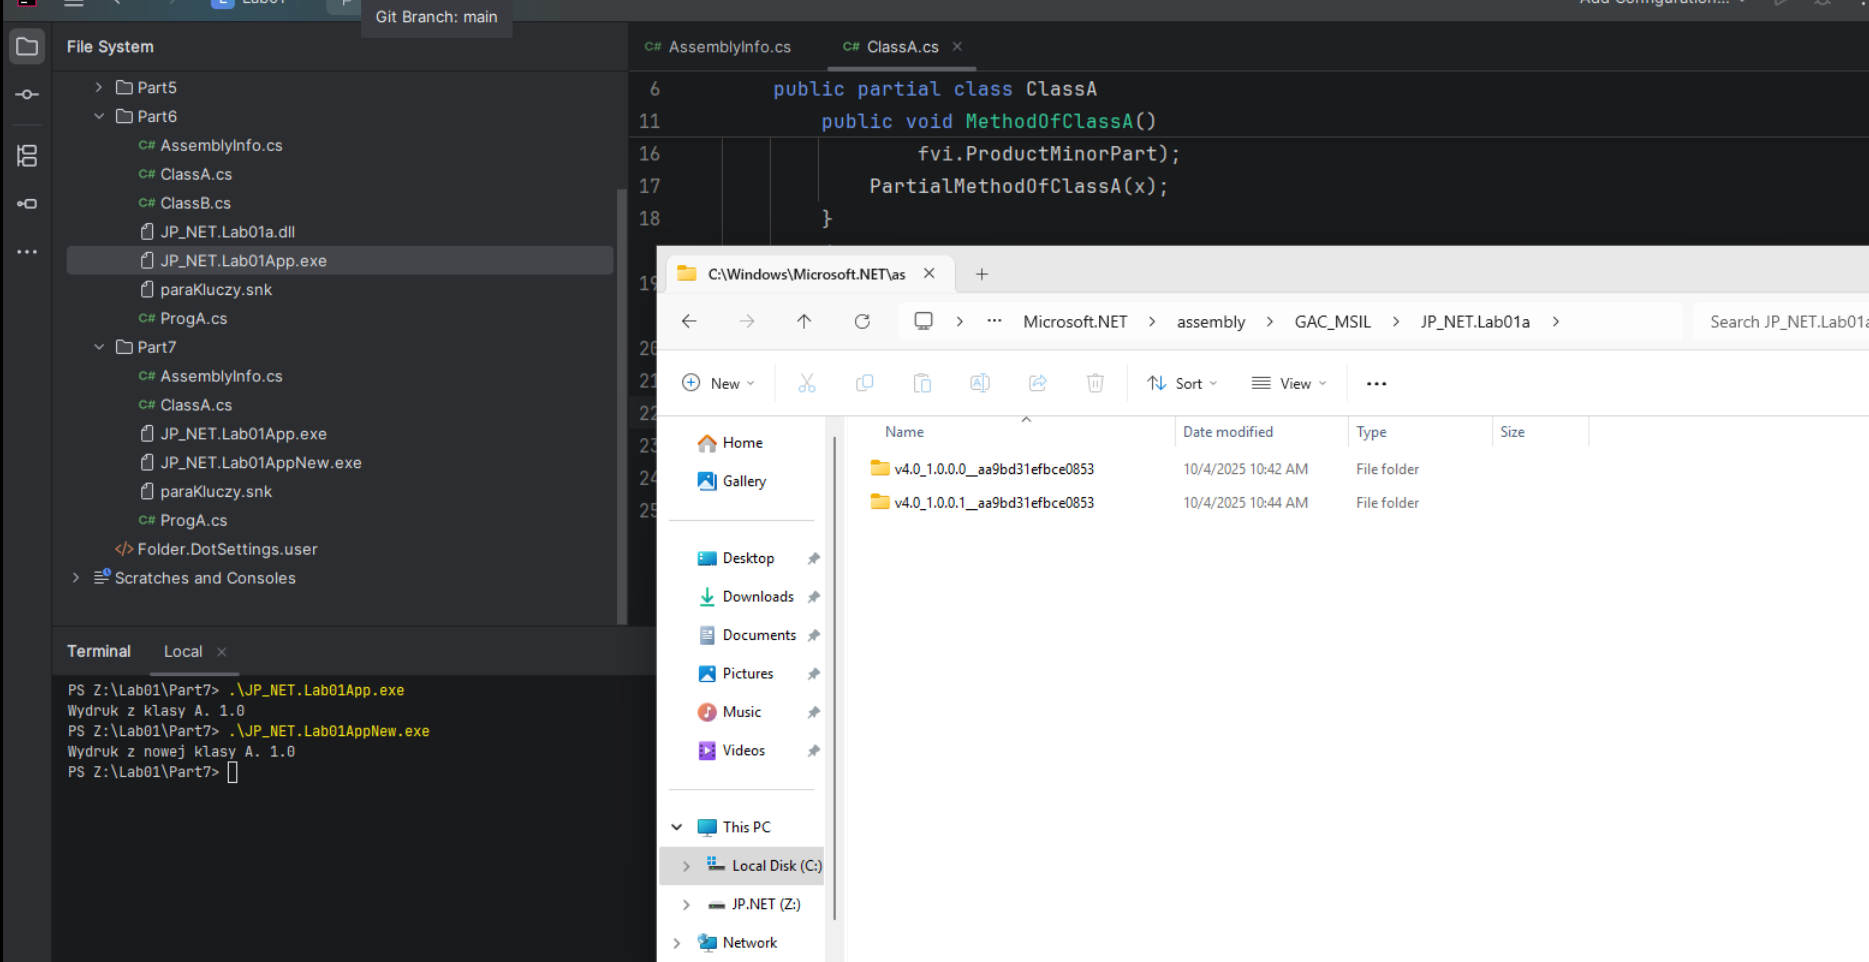 Lab01
Git Branch: main
Add Configuration...
File System
Part5
Part6
C# AssemblyInfo.cs
C# ClassA.cs
C# ClassB.cs
JP_NET.Lab01a.dll
JP_NET.Lab01App.exe
paraKluczy.snk
C# ProgA.cs
Part7
C# AssemblyInfo.cs
C# ClassA.cs
JP_NET.Lab01App.exe
JP_NET.Lab01AppNew.exe
paraKluczy.snk
C# ProgA.cs
</> Folder.DotSettings.user
Scratches and Consoles
C# AssemblyInfo.cs
C# ClassA.cs
6 public partial class ClassA
11 public void MethodOfClassA()
16 fvi.ProductMinorPart);
17 PartialMethodOfClassA(x);
18 }
19
20
21
22
23
24
25
Terminal Local
PS Z:\Lab01\Part7> .\JP_NET.Lab01App.exe
Wydruk z klasy A. 1.0
PS Z:\Lab01\Part7> .\JP_NET.Lab01AppNew.exe
Wydruk z nowej klasy A. 1.0
PS Z:\Lab01\Part7>
C:\Windows\Microsoft.NET\as
... Microsoft.NET > assembly > GAC_MSIL > JP_NET.Lab01a >
Search JP_NET.Lab01a
New Sort View ...
Home
Gallery
Desktop
Downloads
Documents
Pictures
Music
Videos
This PC
Local Disk (C:)
JP.NET (Z:)
Network
Name Date modified Type Size
v4.0_1.0.0.0__aa9bd31efbce0853 10/4/2025 10:42 AM File folder
v4.0_1.0.0.1__aa9bd31efbce0853 10/4/2025 10:44 AM File folder